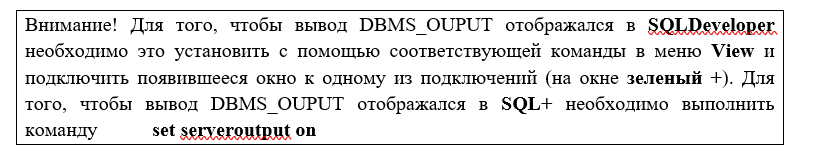 Внимание! Для того, чтобы вывод DBMS_OUPUT отображался в SQLDeveloper
необходимо это установить с помощью соответствующей команды в меню View и
подключить появившееся окно к одному из подключений (на окне зеленый +). Для
того, чтобы вывод DBMS_OUPUT отображался в SQL+ необходимо выполнить
команду set serveroutput on